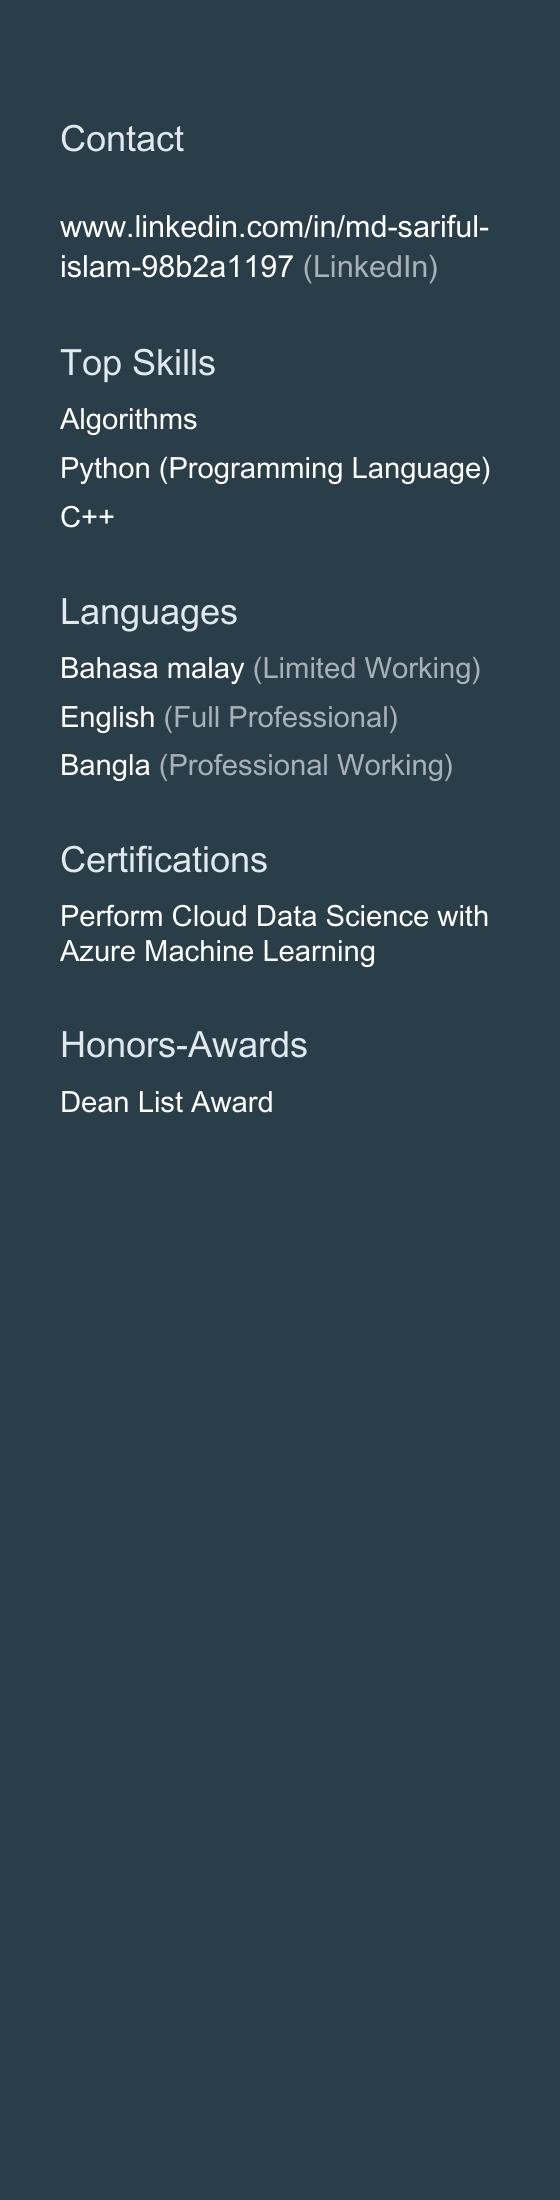 Contact
www.linkedin.com/in/md-sariful-
islam-98b2a1197 (LinkedIn)
Top Skills
Algorithms
Python (Programming Language)
C++
Languages
Bahasa malay (Limited Working)
English (Full Professional)
Bangla (Professional Working)
Certifications
Perform Cloud Data Science with
Azure Machine Learning
Honors-Awards
Dean List Award